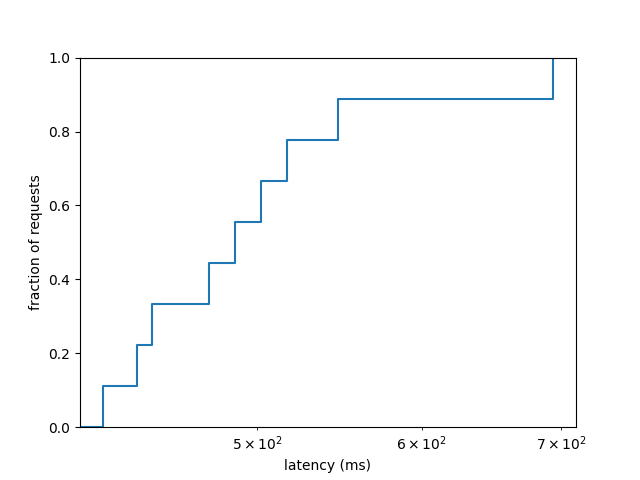 1.0
0.8
0.6
0.4
0.2
0.0
fraction of requests
5 × 10²
6 × 10²
7 × 10²
latency (ms)